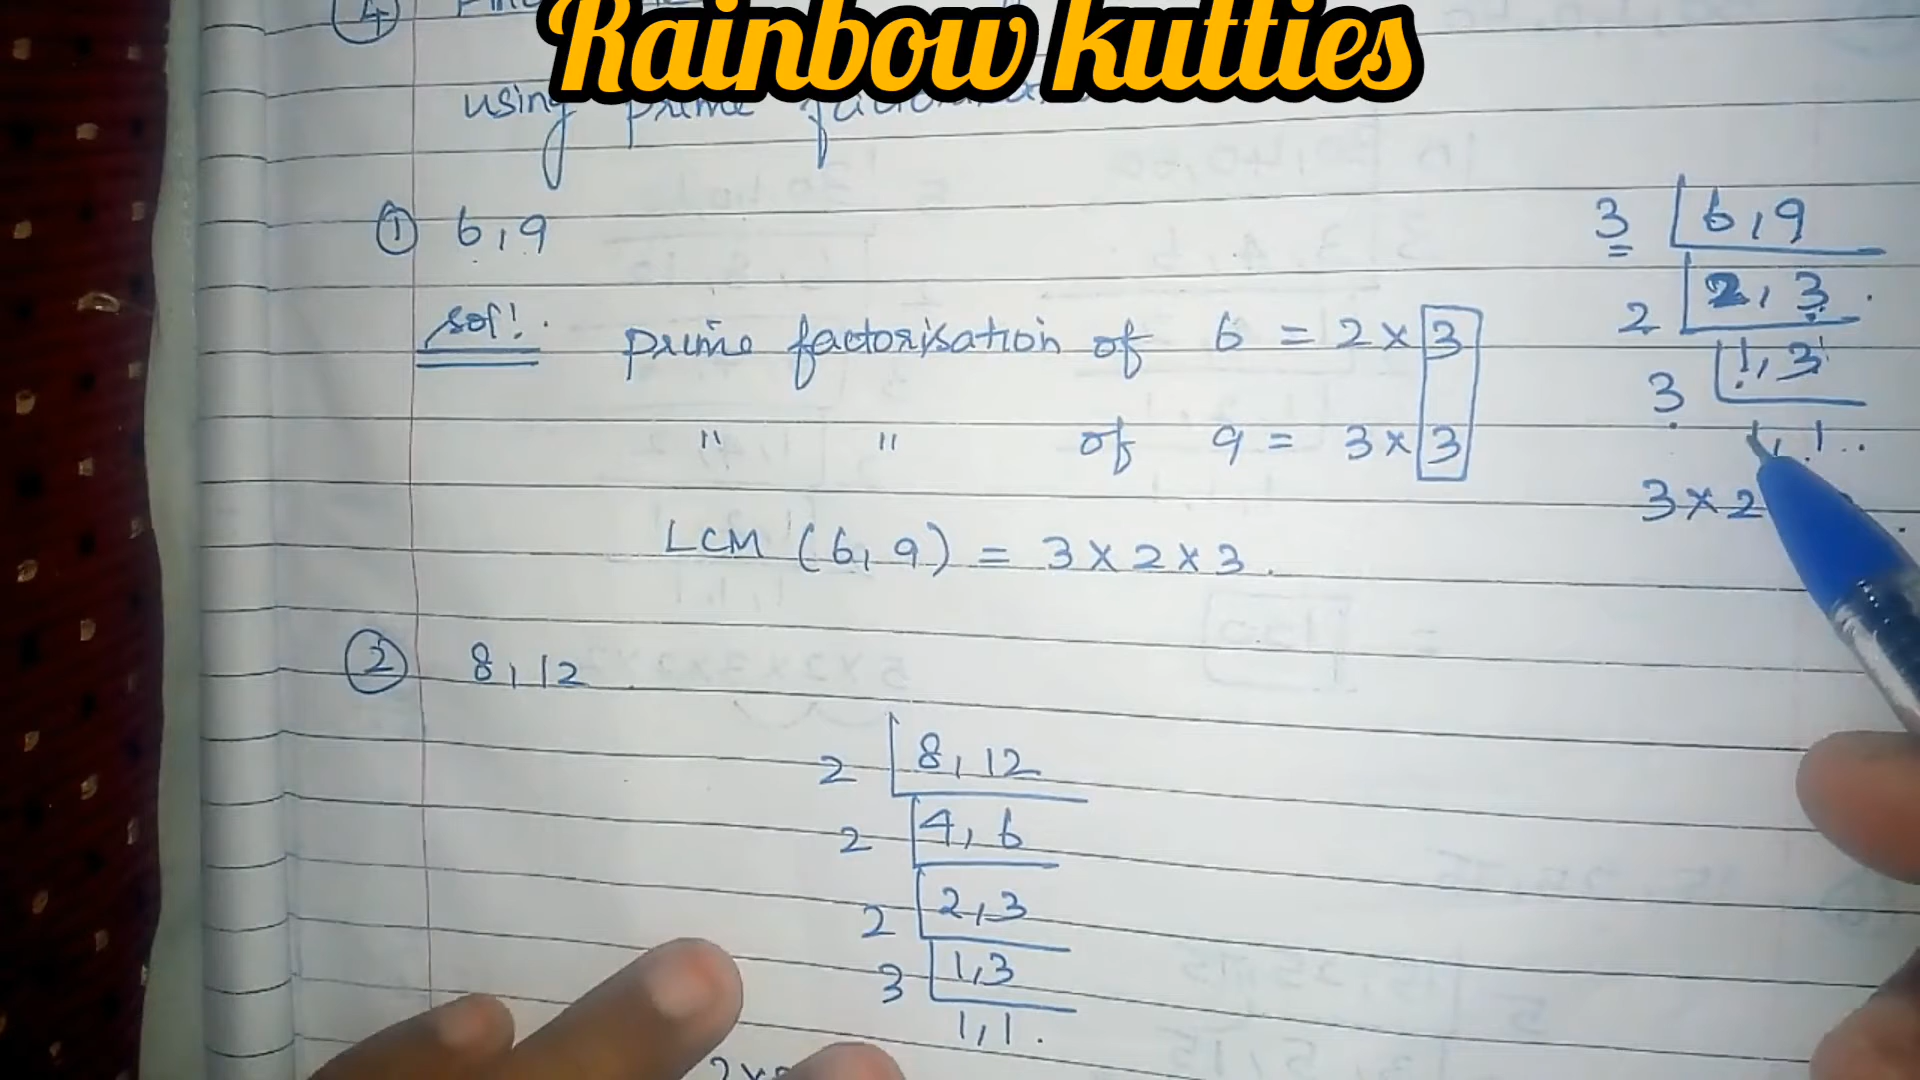 Rainbow kutties
4
using prime
① 6, 9
Sol!.
prime factorisation of 6 = 2 × 3
" " of 9 = 3 × 3
LCM (6, 9) = 3 × 2 × 3.
3 6, 9
2 2, 3.
3 1, 3
1, 1..
3 × 2
② 8, 12
2 8, 12
2 4, 6
2 2, 3
3 1, 3
1, 1.